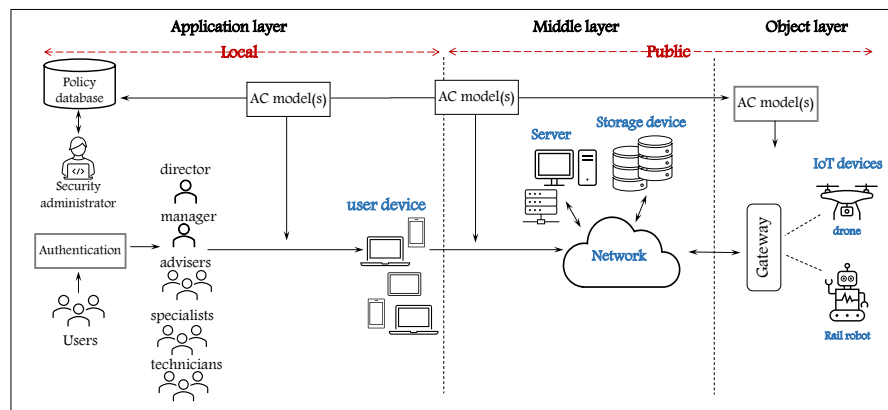 Application layer
Middle layer
Object layer
Local
Public
Policy
database
AC model(s)
AC model(s)
AC model(s)
Server
Storage device
Security
administrator
director
manager
advisers
specialists
technicians
Authentication
Users
user device
Network
Gateway
IoT devices
drone
Rail robot